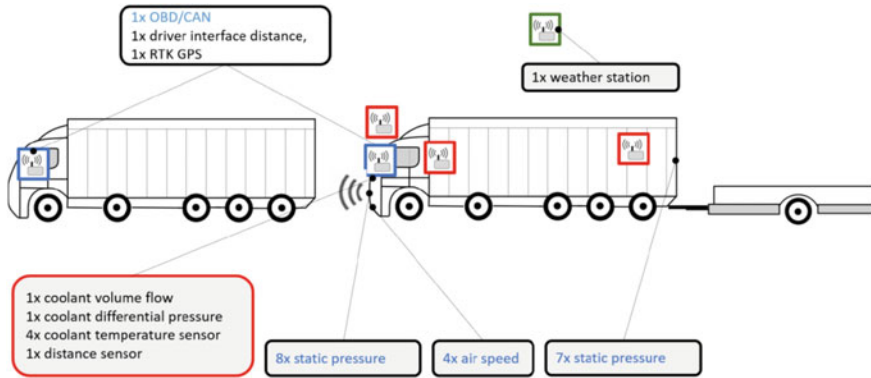 1x OBD/CAN
1x driver interface distance,
1x RTK GPS
1x weather station
1x coolant volume flow
1x coolant differential pressure
4x coolant temperature sensor
1x distance sensor
8x static pressure
4x air speed
7x static pressure